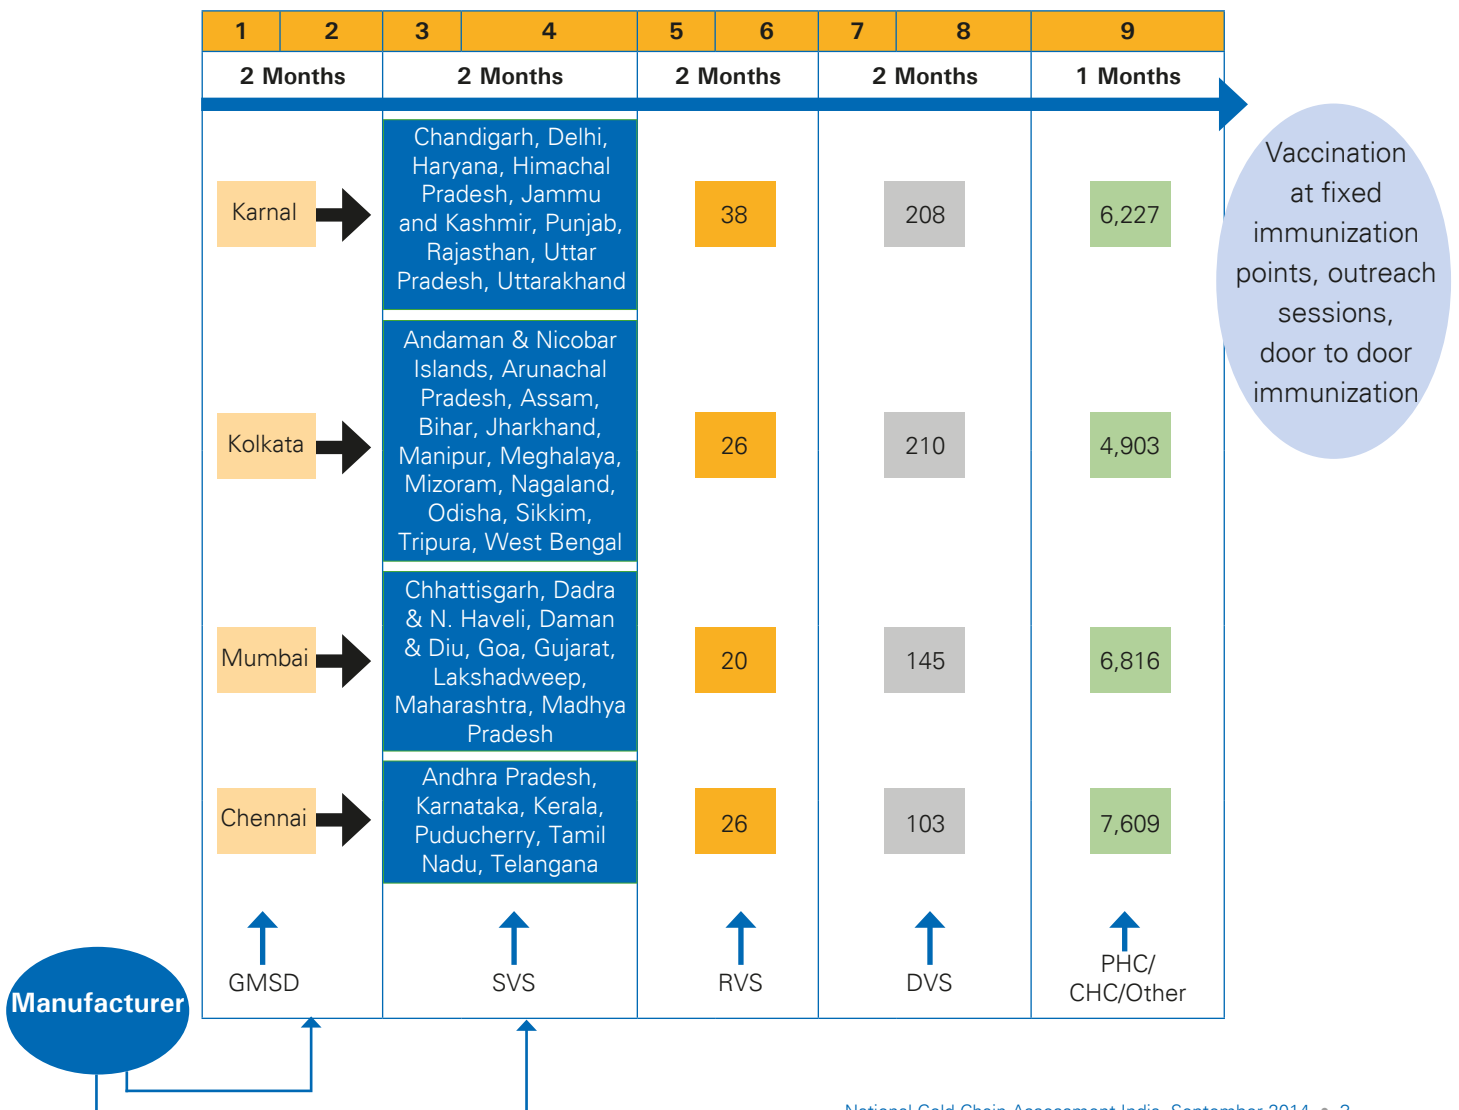 1 2 3 4 5 6 7 8 9
2 Months 2 Months 2 Months 2 Months 1 Months
Karnal
Chandigarh, Delhi,
Haryana, Himachal
Pradesh, Jammu
and Kashmir, Punjab,
Rajasthan, Uttar
Pradesh, Uttarakhand
38
208
6,227
Kolkata
Andaman & Nicobar
Islands, Arunachal
Pradesh, Assam,
Bihar, Jharkhand,
Manipur, Meghalaya,
Mizoram, Nagaland,
Odisha, Sikkim,
Tripura, West Bengal
26
210
4,903
Mumbai
Chhattisgarh, Dadra
& N. Haveli, Daman
& Diu, Goa, Gujarat,
Lakshadweep,
Maharashtra, Madhya
Pradesh
20
145
6,816
Chennai
Andhra Pradesh,
Karnataka, Kerala,
Puducherry, Tamil
Nadu, Telangana
26
103
7,609
Vaccination
at fixed
immunization
points, outreach
sessions,
door to door
immunization
GMSD
SVS
RVS
DVS
PHC/
CHC/Other
Manufacturer